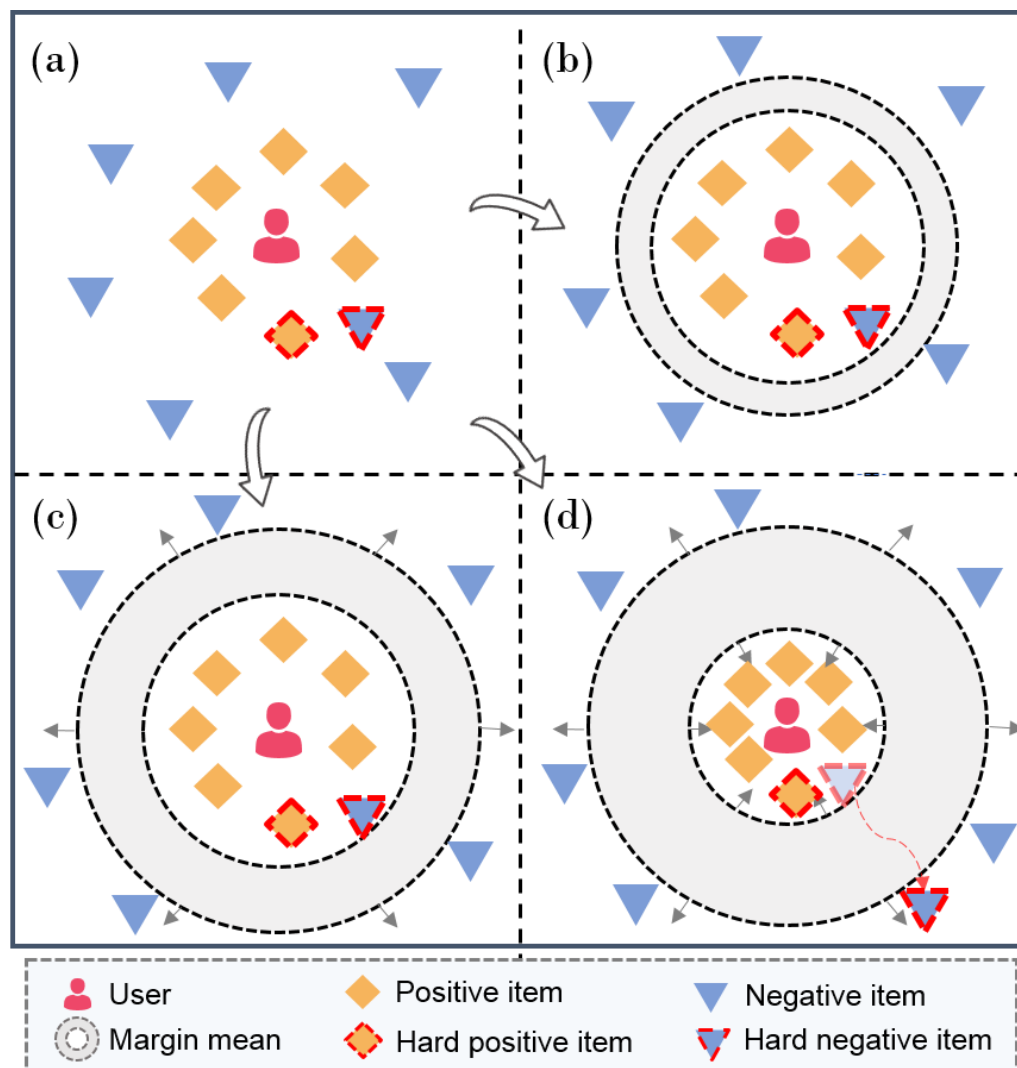 (a)
(b)
(c)
(d)
User
Positive item
Negative item
Margin mean
Hard positive item
Hard negative item